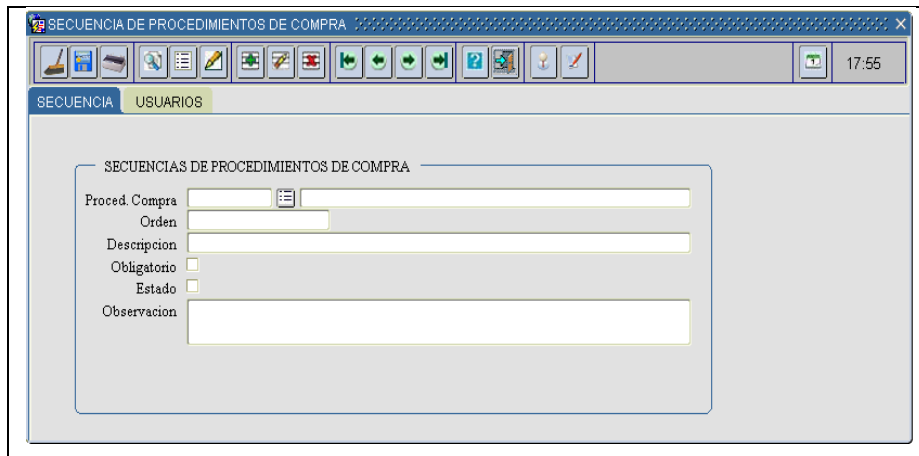 SECUENCIA DE PROCEDIMIENTOS DE COMPRA
17:55
SECUENCIA USUARIOS
SECUENCIAS DE PROCEDIMIENTOS DE COMPRA
Proced. Compra
Orden
Descripcion
Obligatorio
Estado
Observacion